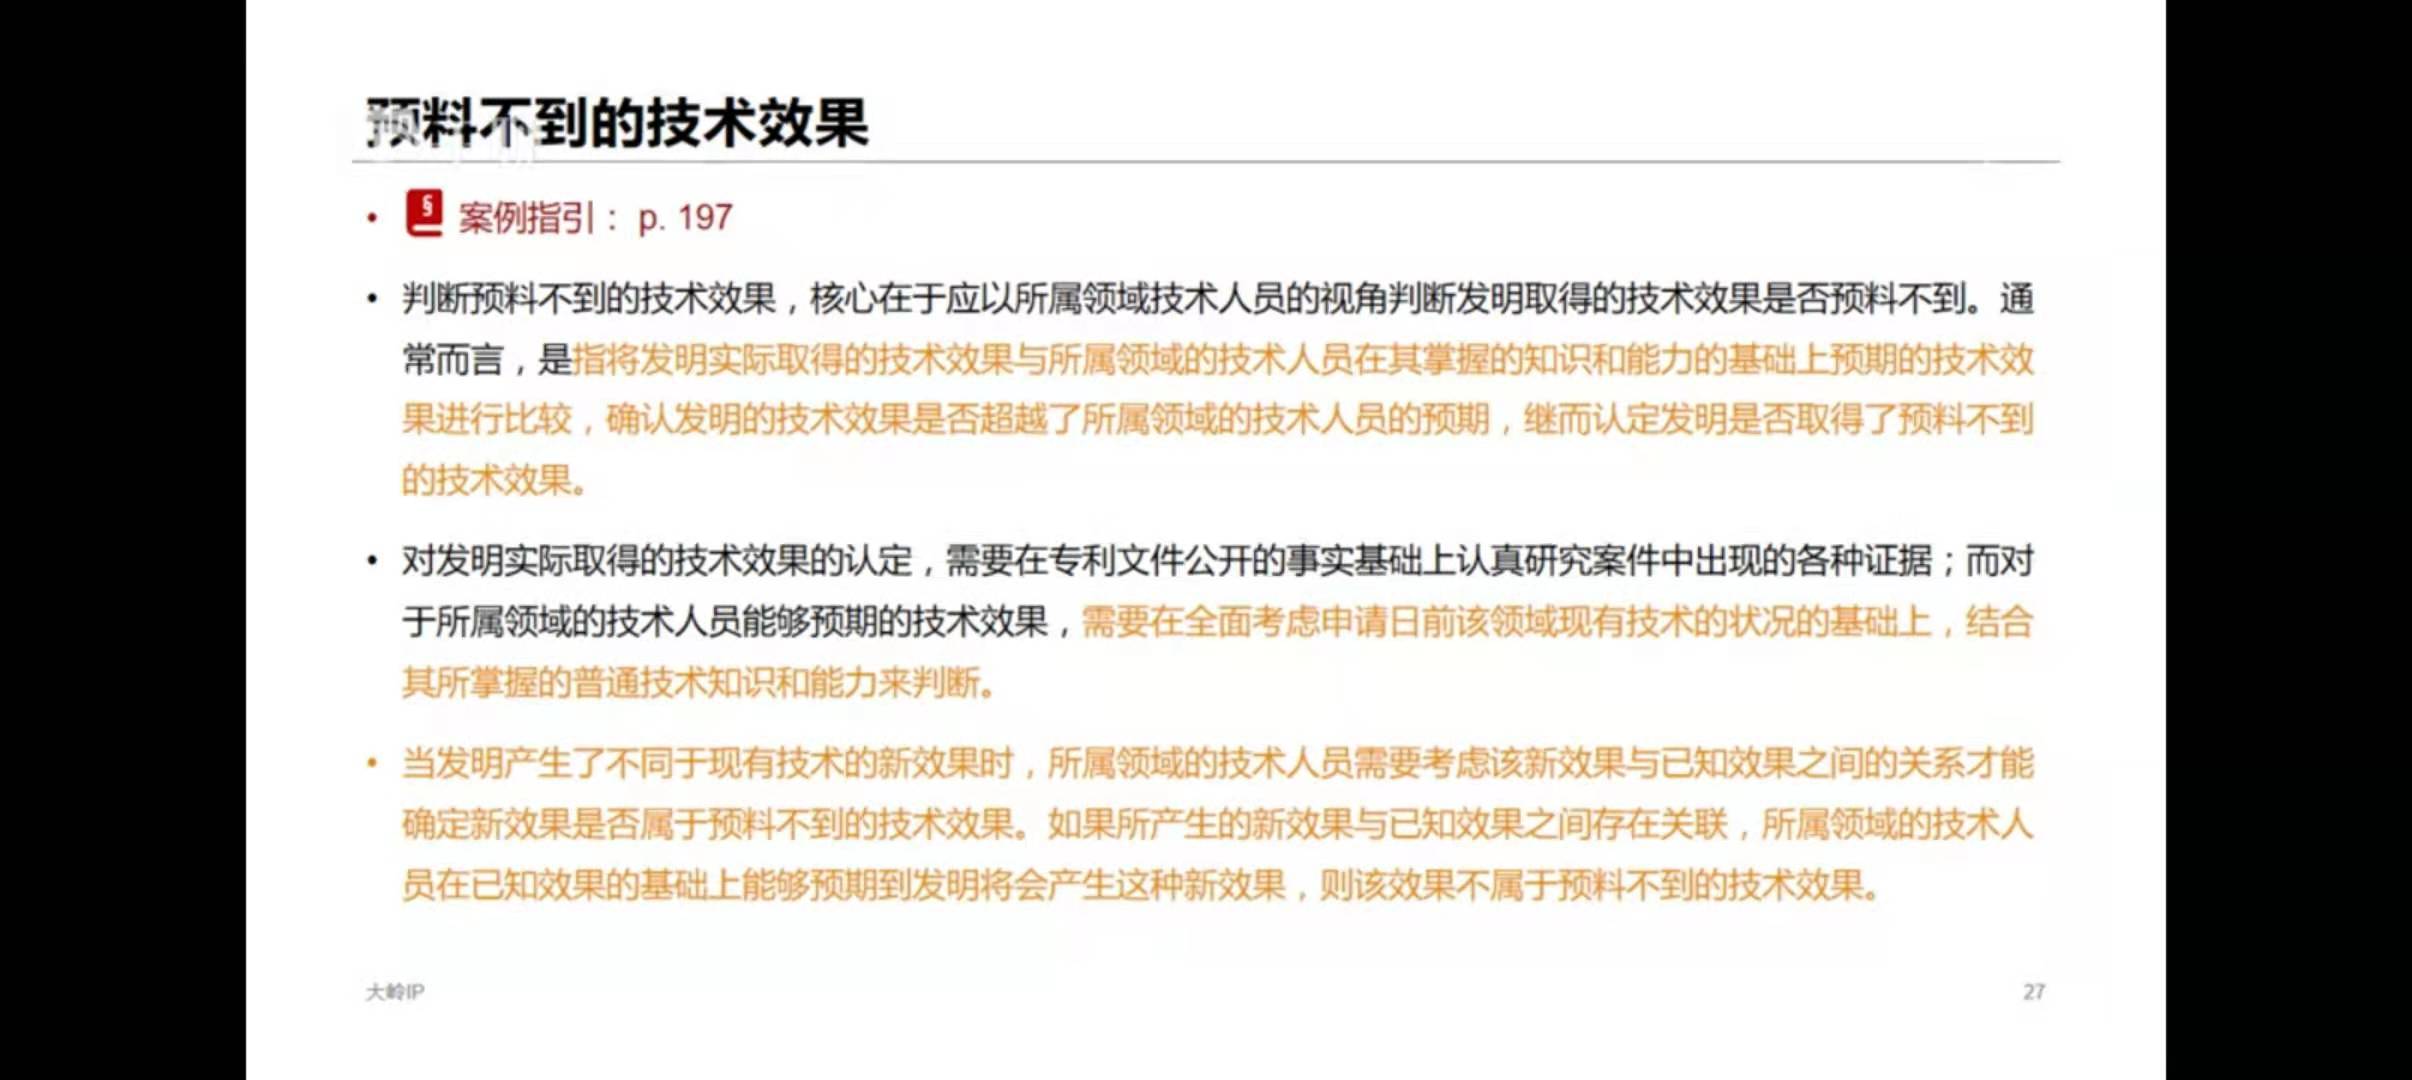 预料不到的技术效果
• § 案例指引： p. 197
• 判断预料不到的技术效果，核心在于应以所属领域技术人员的视角判断发明取得的技术效果是否预料不到。通
常而言，是指将发明实际取得的技术效果与所属领域的技术人员在其掌握的知识和能力的基础上预期的技术效
果进行比较，确认发明的技术效果是否超越了所属领域的技术人员的预期，继而认定发明是否取得了预料不到
的技术效果。
• 对发明实际取得的技术效果的认定，需要在专利文件公开的事实基础上认真研究案件中出现的各种证据；而对
于所属领域的技术人员能够预期的技术效果，需要在全面考虑申请日前该领域现有技术的状况的基础上，结合
其所掌握的普通技术知识和能力来判断。
• 当发明产生了不同于现有技术的新效果时，所属领域的技术人员需要考虑该新效果与已知效果之间的关系才能
确定新效果是否属于预料不到的技术效果。如果所产生的新效果与已知效果之间存在关联，所属领域的技术人
员在已知效果的基础上能够预期到发明将会产生这种新效果，则该效果不属于预料不到的技术效果。
大岭IP
27